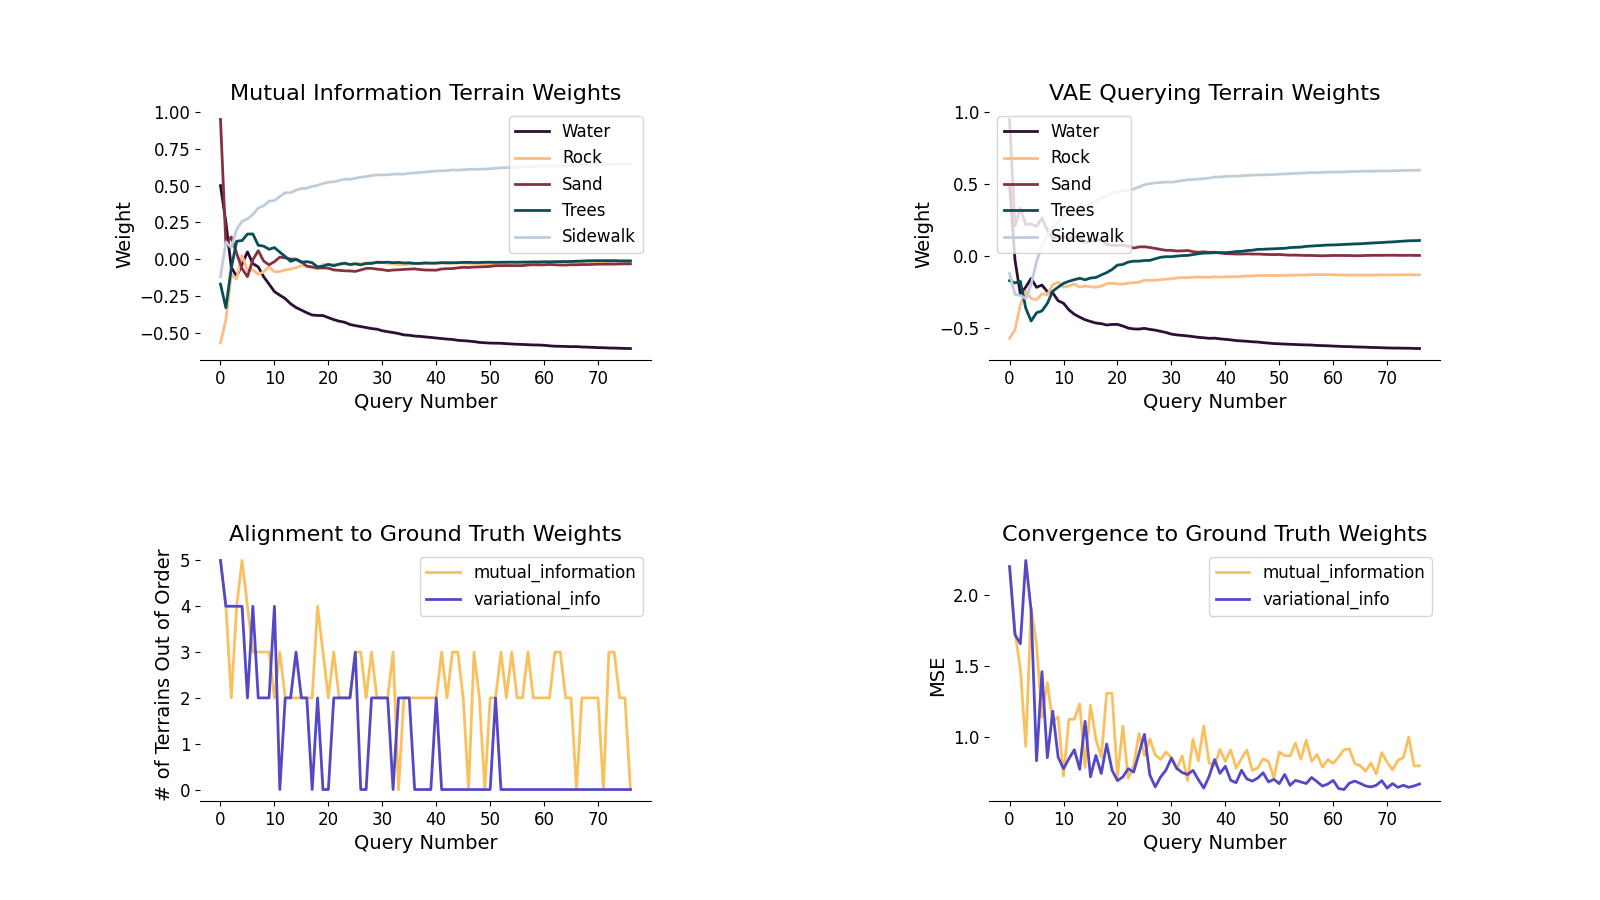 Mutual Information Terrain Weights
1.00
0.75
0.50
0.25
0.00
−0.25
−0.50
Weight
Water
Rock
Sand
Trees
Sidewalk
0 10 20 30 40 50 60 70
Query Number
VAE Querying Terrain Weights
1.0
0.5
0.0
−0.5
Weight
Water
Rock
Sand
Trees
Sidewalk
0 10 20 30 40 50 60 70
Query Number
Alignment to Ground Truth Weights
5
4
3
2
1
0
# of Terrains Out of Order
mutual_information
variational_info
0 10 20 30 40 50 60 70
Query Number
Convergence to Ground Truth Weights
2.0
1.5
1.0
MSE
mutual_information
variational_info
0 10 20 30 40 50 60 70
Query Number